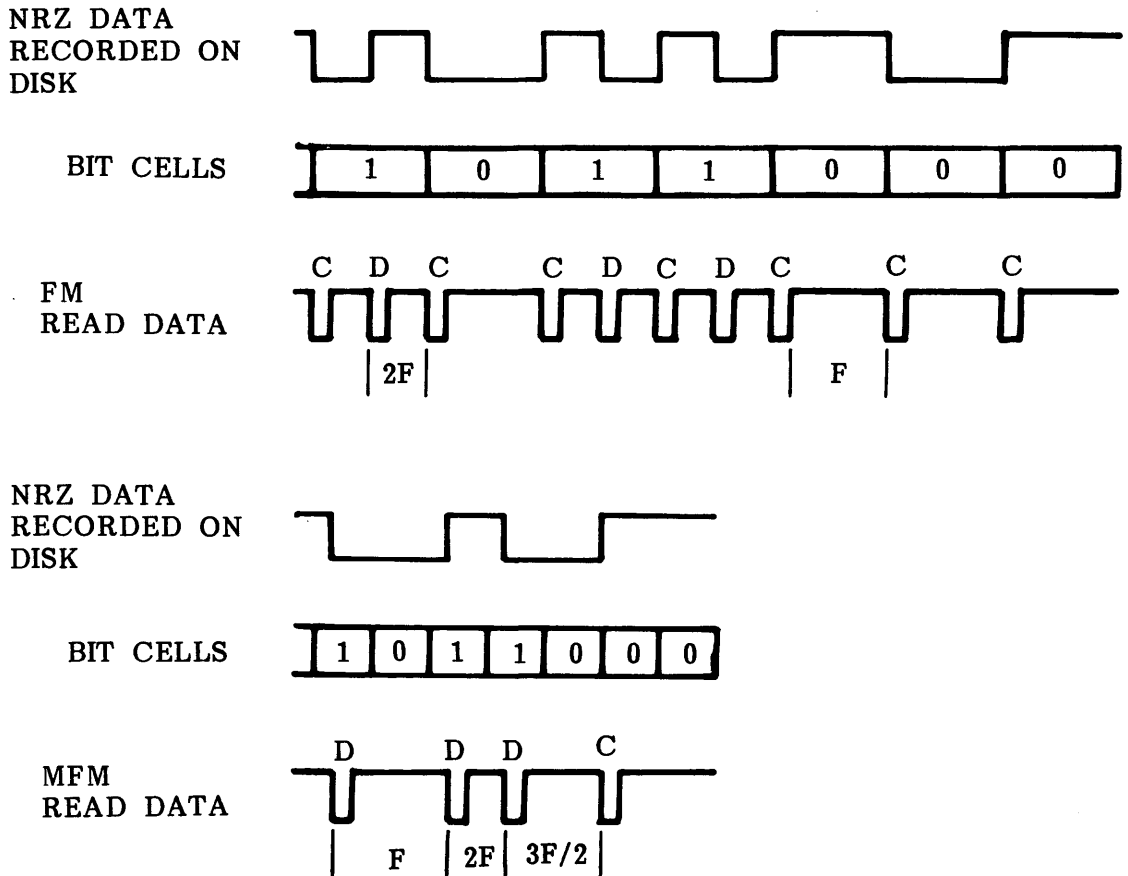 NRZ DATA
RECORDED ON
DISK
BIT CELLS
1 0 1 1 0 0 0
C D C C D C D C C C
FM
READ DATA
2F F
NRZ DATA
RECORDED ON
DISK
BIT CELLS
1 0 1 1 0 0 0
D D D C
MFM
READ DATA
F 2F 3F/2